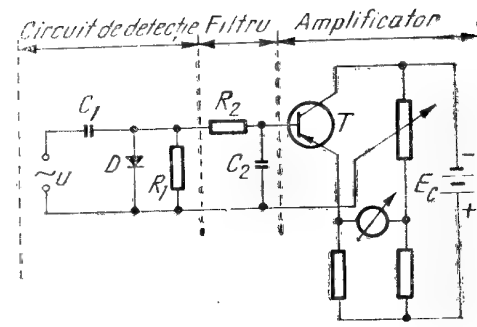 Circuit de detecție Filtru Amplificator
C1
R2
T
~u
D
R1
C2
EC
-
+